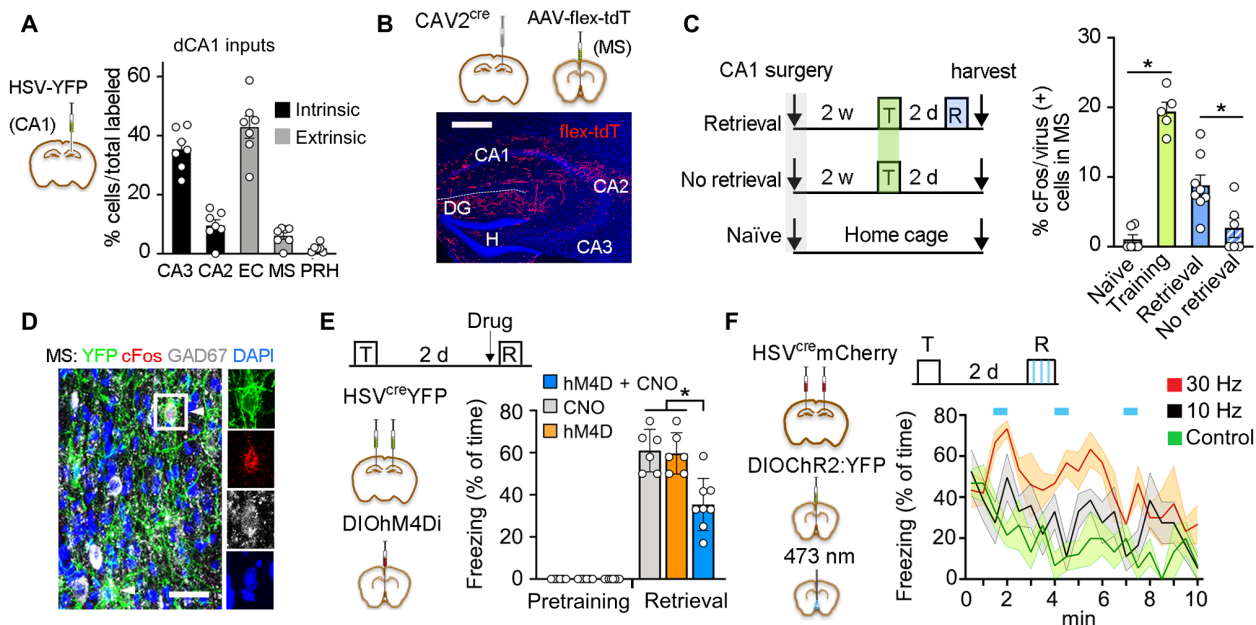 A
dCA1 inputs
HSV-YFP
(CA1)
% cells/total labeled
60
40
20
0
Intrinsic
Extrinsic
CA3 CA2 EC MS PRH
B
CAV2cre
AAV-flex-tdT
(MS)
flex-tdT
CA1
CA2
DG
H
CA3
C
CA1 surgery
harvest
Retrieval
2 w
T
2 d
R
No retrieval
2 w
T
2 d
Naïve
Home cage
% cFos/virus (+)
cells in MS
30
20
10
0
*
*
Naïve
Training
Retrieval
No retrieval
D
MS: YFP cFos GAD67 DAPI
E
Drug
T
2 d
R
HSVcreYFP
DIOhM4Di
hM4D + CNO
CNO
hM4D
*
Freezing (% of time)
80
60
40
20
0
Pretraining Retrieval
F
HSVcremCherry
DIOChR2:YFP
473 nm
T
R
2 d
30 Hz
10 Hz
Control
Freezing (% of time)
80
60
40
20
0
0 2 4 6 8 10
min